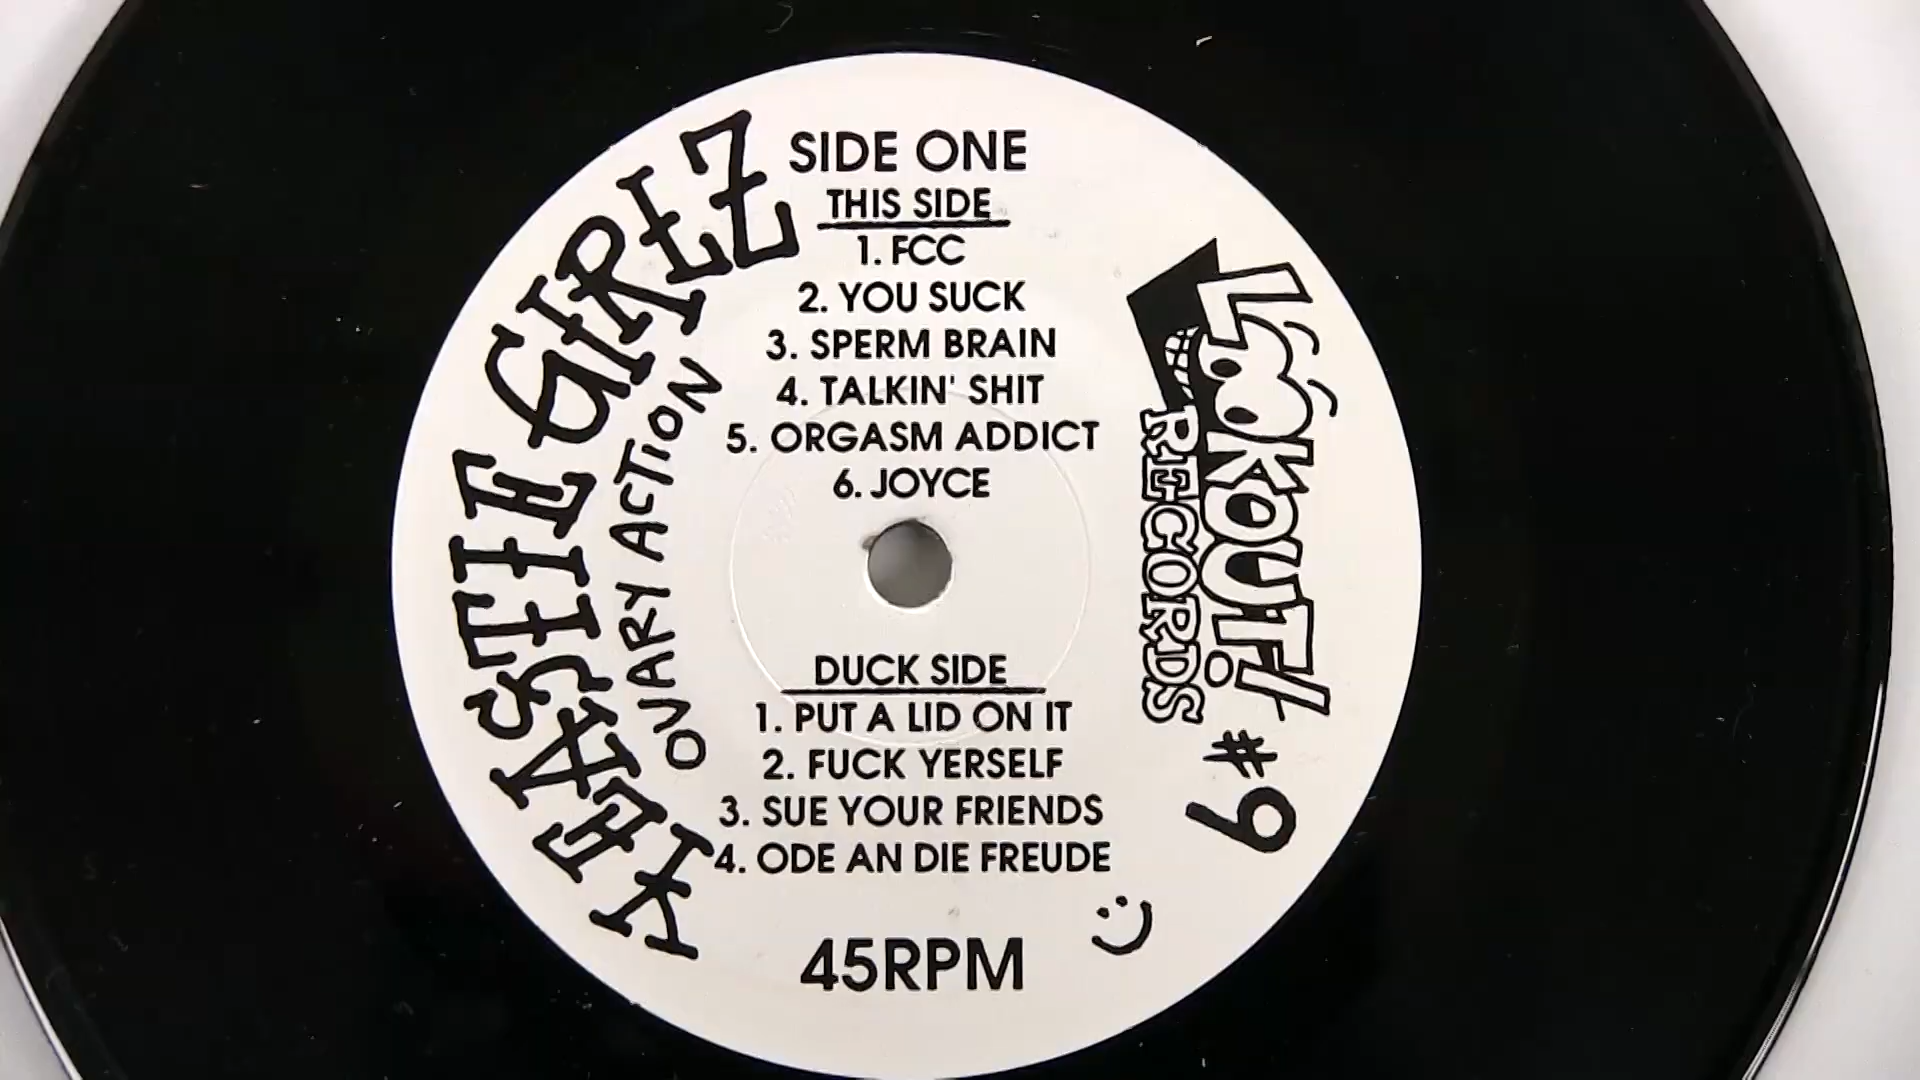 YEASTIE GIRLZ
OVARY ACTION
SIDE ONE
THIS SIDE
1. FCC
2. YOU SUCK
3. SPERM BRAIN
4. TALKIN' SHIT
5. ORGASM ADDICT
6. JOYCE
DUCK SIDE
1. PUT A LID ON IT
2. FUCK YERSELF
3. SUE YOUR FRIENDS
4. ODE AN DIE FREUDE
45RPM
LOOKOUT!
RECORDS
#9